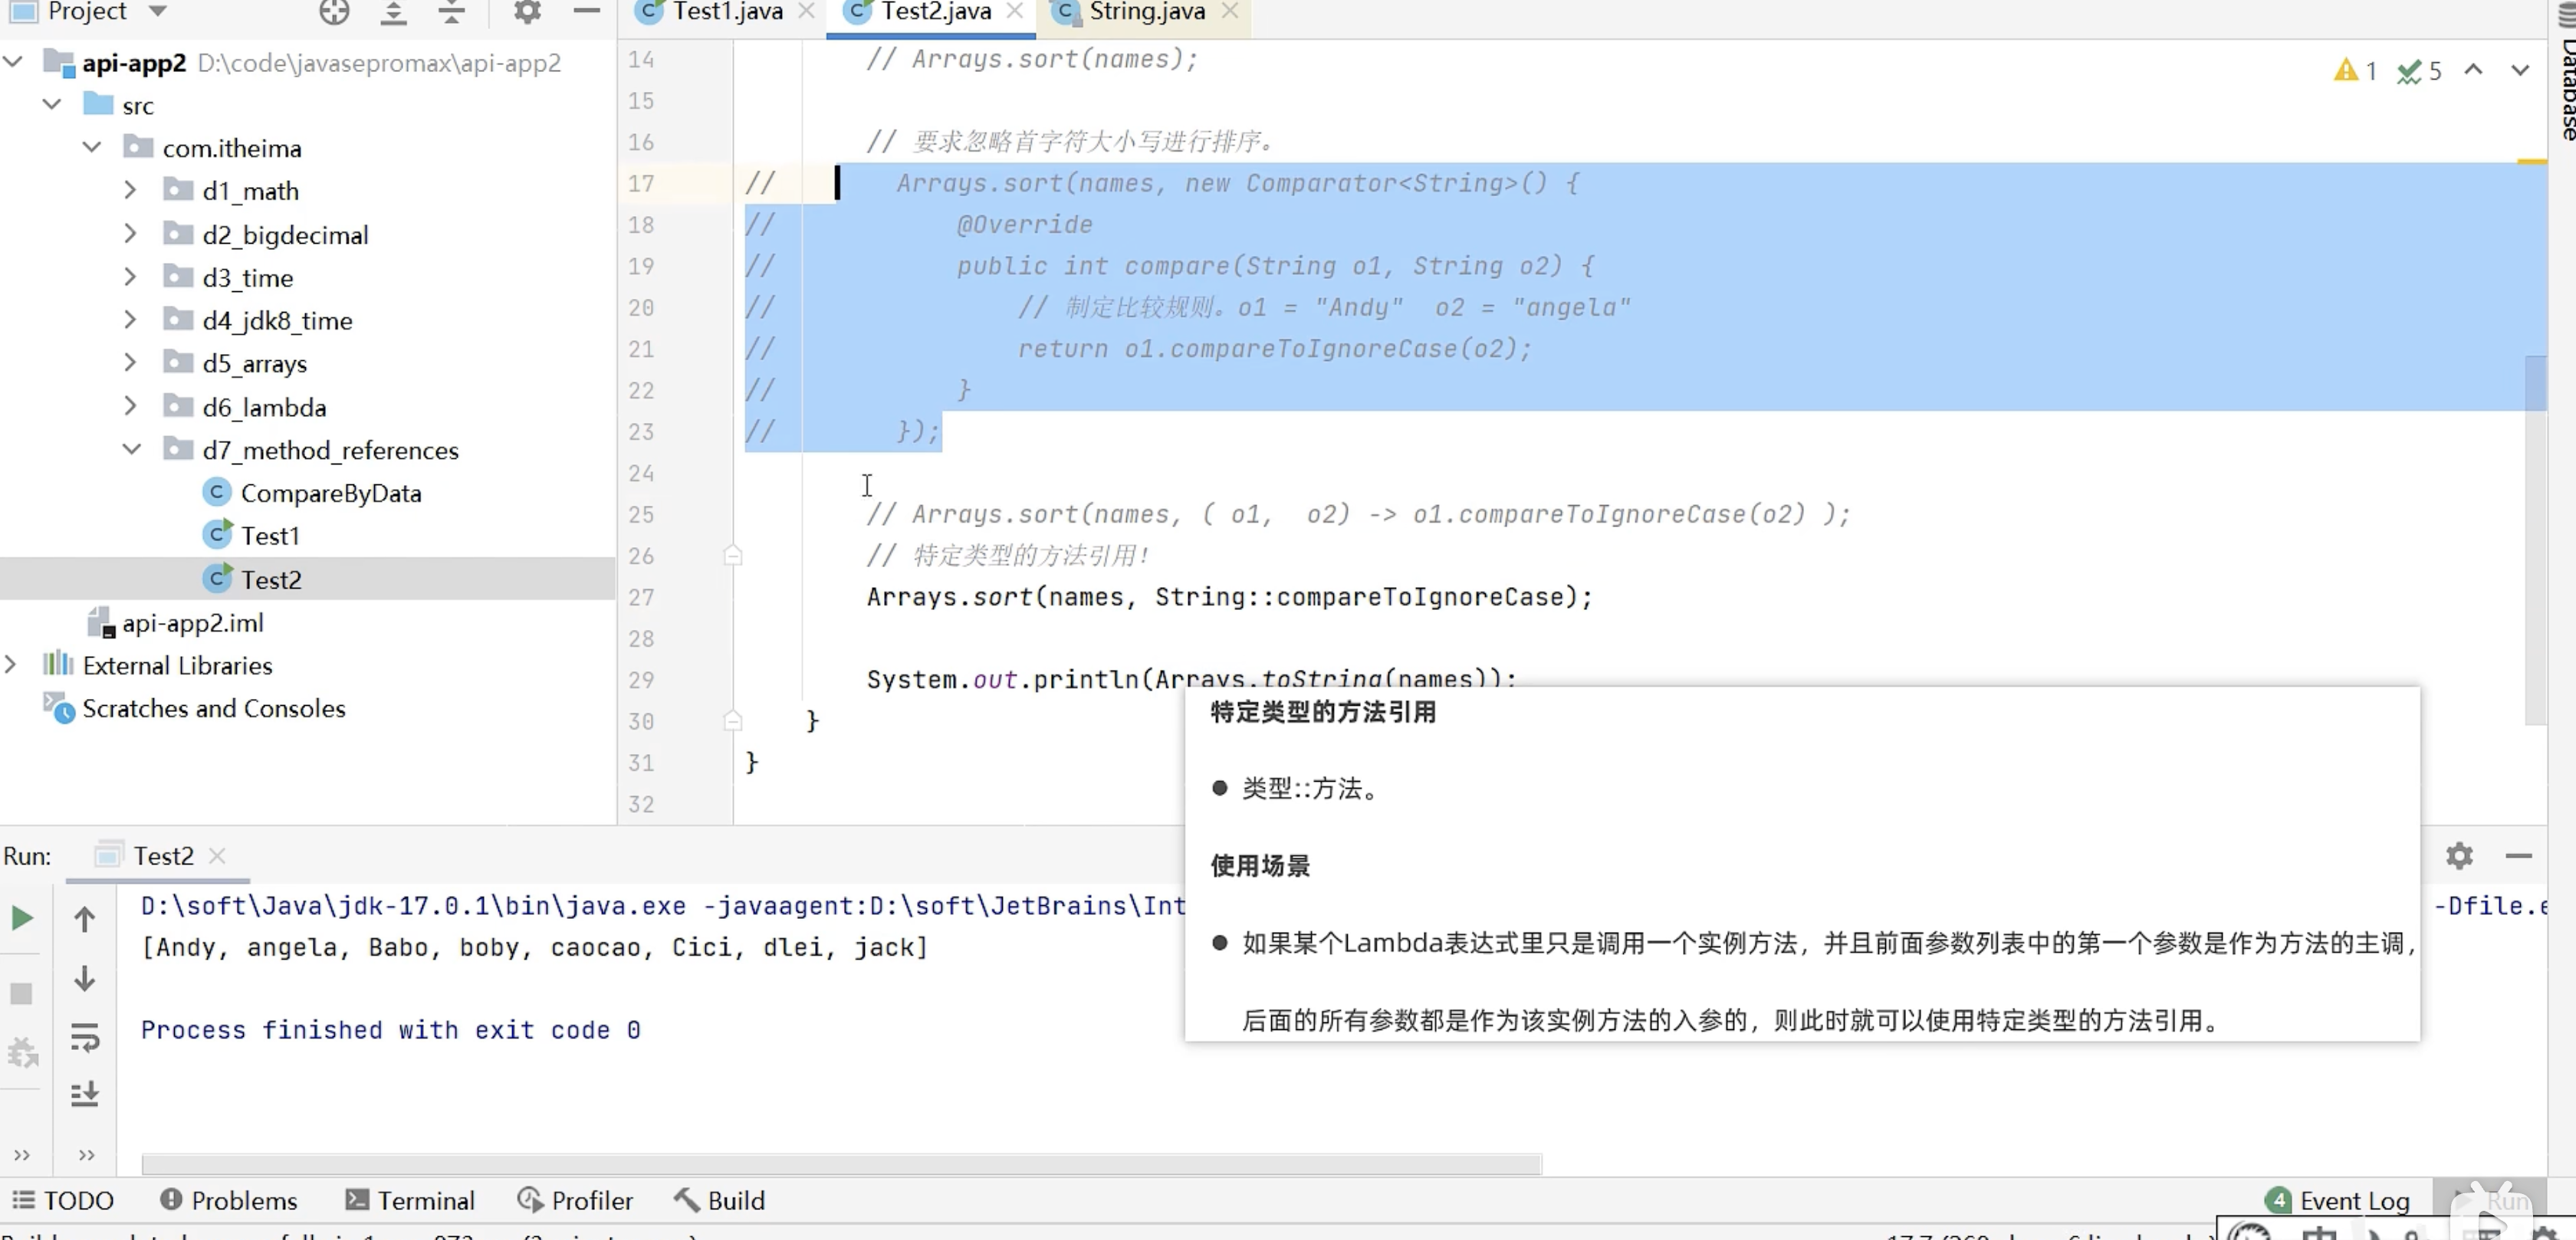 Project
Test1.java
Test2.java
String.java
Database
api-app2 D:\code\javasepromax\api-app2
src
com.itheima
d1_math
d2_bigdecimal
d3_time
d4_jdk8_time
d5_arrays
d6_lambda
d7_method_references
CompareByData
Test1
Test2
api-app2.iml
External Libraries
Scratches and Consoles
1 5
14 // Arrays.sort(names);
15
16 // 要求忽略首字符大小写进行排序。
17 // Arrays.sort(names, new Comparator<String>() {
18 // @Override
19 // public int compare(String o1, String o2) {
20 // // 制定比较规则。o1 = "Andy" o2 = "angela"
21 // return o1.compareToIgnoreCase(o2);
22 // }
23 // });
24
25 // Arrays.sort(names, ( o1, o2) -> o1.compareToIgnoreCase(o2) );
26 // 特定类型的方法引用!
27 Arrays.sort(names, String::compareToIgnoreCase);
28
29 System.out.println(Arrays.toString(names));
30 }
31 }
32
特定类型的方法引用
● 类型::方法。
使用场景
● 如果某个Lambda表达式里只是调用一个实例方法，并且前面参数列表中的第一个参数是作为方法的主调，
后面的所有参数都是作为该实例方法的入参的，则此时就可以使用特定类型的方法引用。
Run: Test2
D:\soft\Java\jdk-17.0.1\bin\java.exe -javaagent:D:\soft\JetBrains\Int
-Dfile.e
[Andy, angela, Babo, boby, caocao, Cici, dlei, jack]
Process finished with exit code 0
TODO
Problems
Terminal
Profiler
Build
4 Event Log
Run